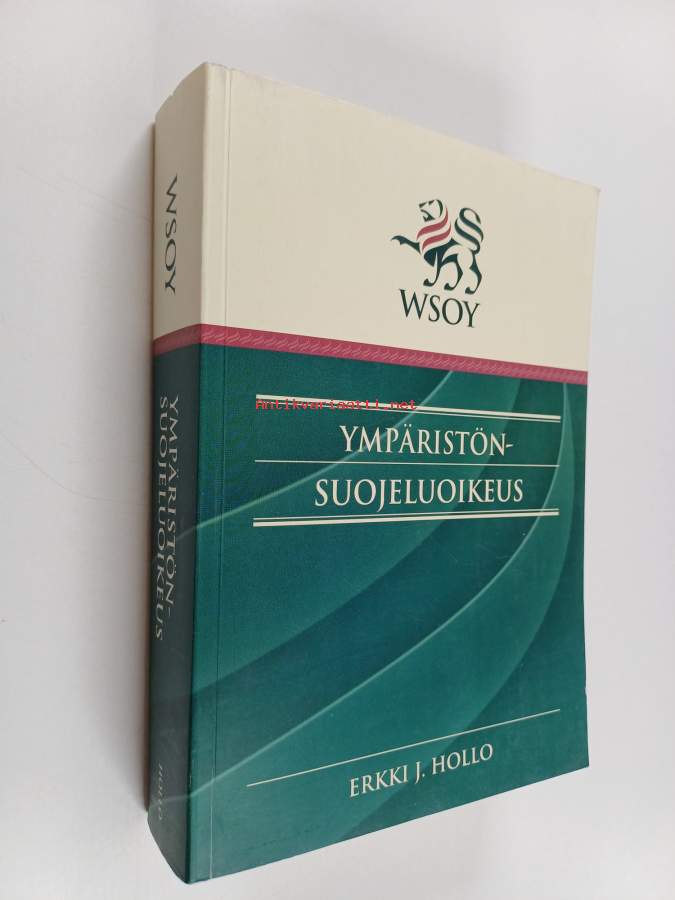 WSOY
YMPÄRISTÖN-
SUOJELUOIKEUS
HOLLO
WSOY
antikvariaatti.net
YMPÄRISTÖN-
SUOJELUOIKEUS
ERKKI J. HOLLO